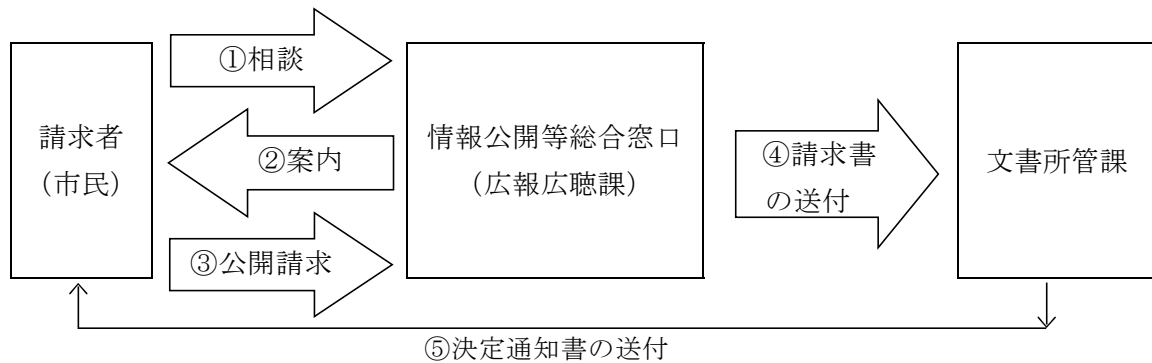 請求者
(市民)
①相談
②案内
③公開請求
情報公開等総合窓口
(広報広聴課)
④請求書
の送付
文書所管課
⑤決定通知書の送付